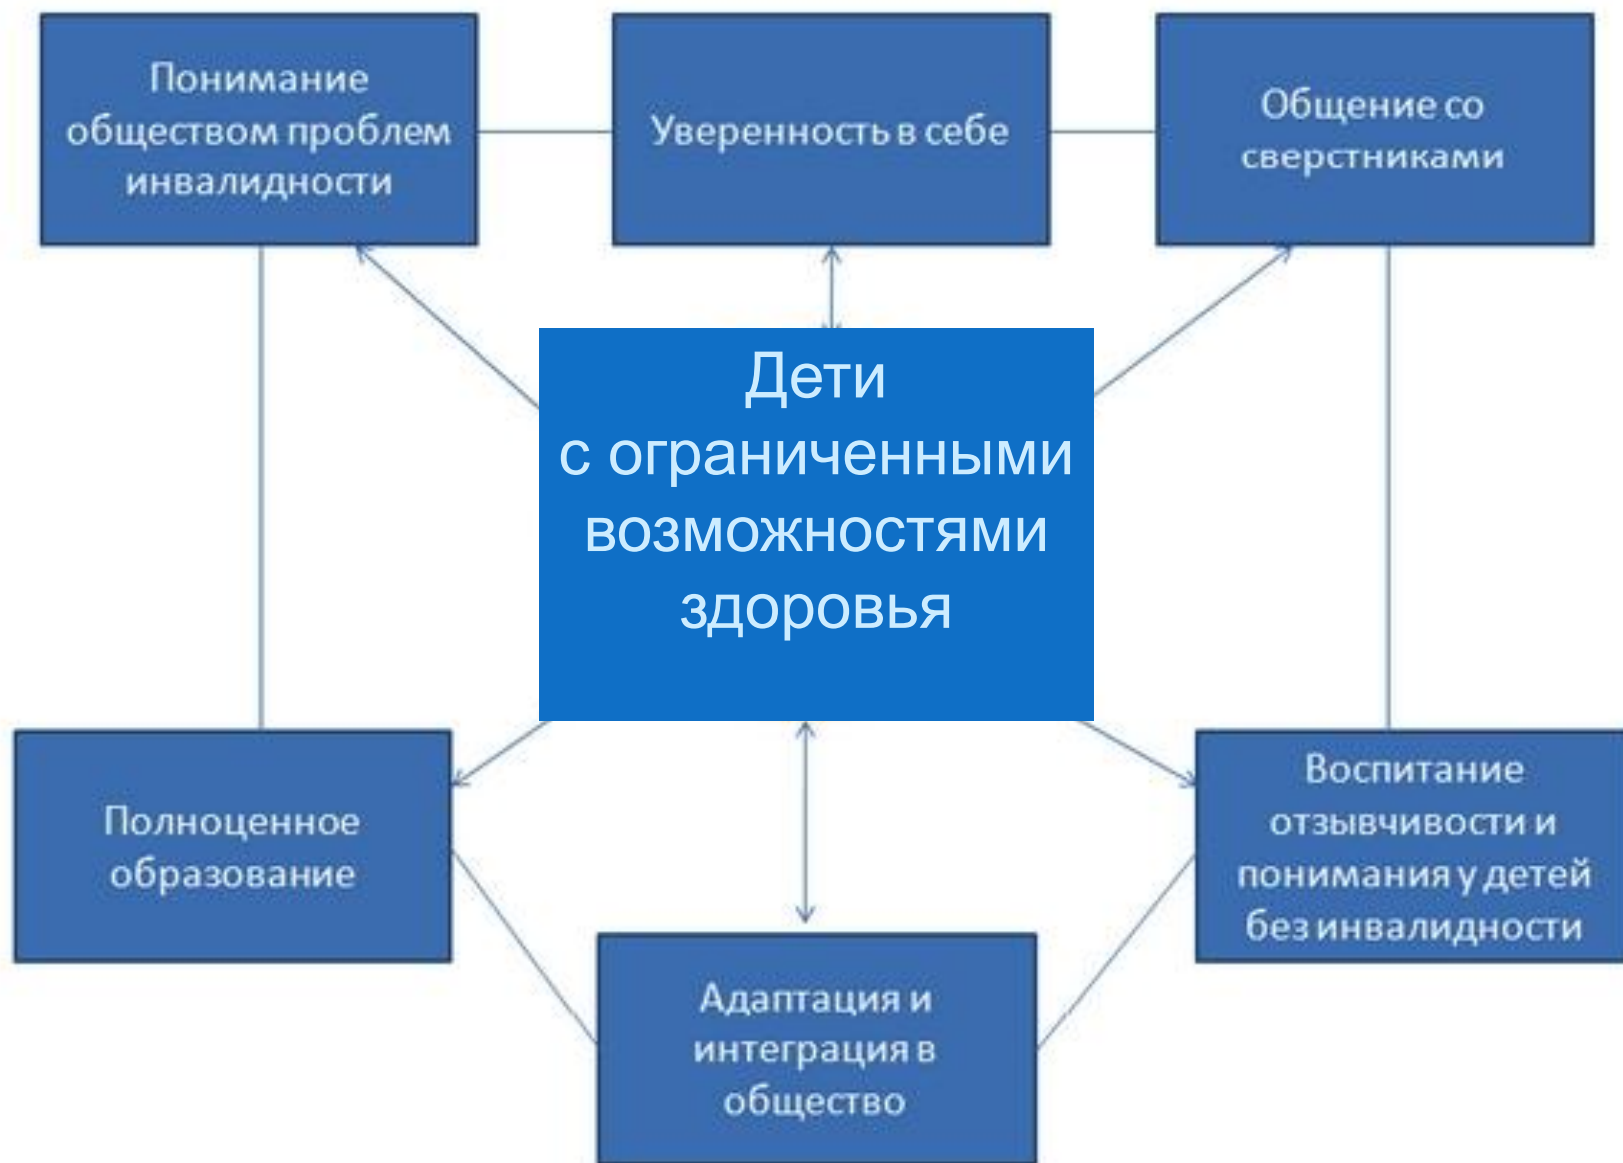 Понимание
обществом проблем
инвалидности
Уверенность в себе
Общение со
сверстниками
Дети
с ограниченными
возможностями
здоровья
Полноценное
образование
Адаптация и
интеграция в
общество
Воспитание
отзывчивости и
понимания у детей
без инвалидности